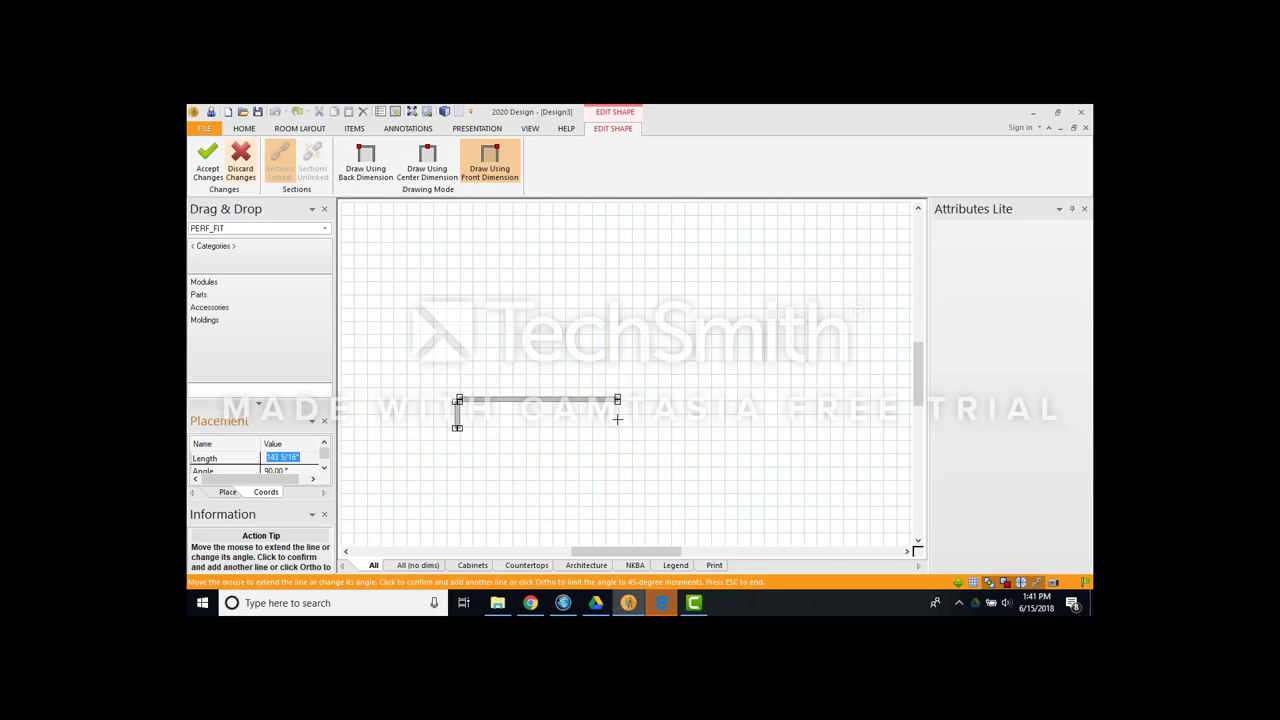 2020 Design - [Design3]
EDIT SHAPE
FILE
HOME
ROOM LAYOUT
ITEMS
ANNOTATIONS
PRESENTATION
VIEW
HELP
EDIT SHAPE
Sign in
Accept Changes
Discard Changes
Sections Linked
Sections Unlinked
Draw Using Back Dimension
Draw Using Center Dimension
Draw Using Front Dimension
Changes
Sections
Drawing Mode
Drag & Drop
Attributes Lite
PERF_FIT
< Categories >
Modules
Parts
Accessories
Moldings
TechSmith®
MADE WITH CAMTASIA FREE TRIAL
Placement
Name Value
Length 143 5/16"
Angle 90.00 °
Place Coords
Information
Action Tip
Move the mouse to extend the line or
change its angle. Click to confirm
and add another line or click Ortho to
All
All (no dims)
Cabinets
Countertops
Architecture
NKBA
Legend
Print
Move the mouse to extend the line or change its angle. Click to confirm and add another line or click Ortho to limit the angle to 45-degree increments. Press ESC to end.
Type here to search
1:41 PM
6/15/2018
8